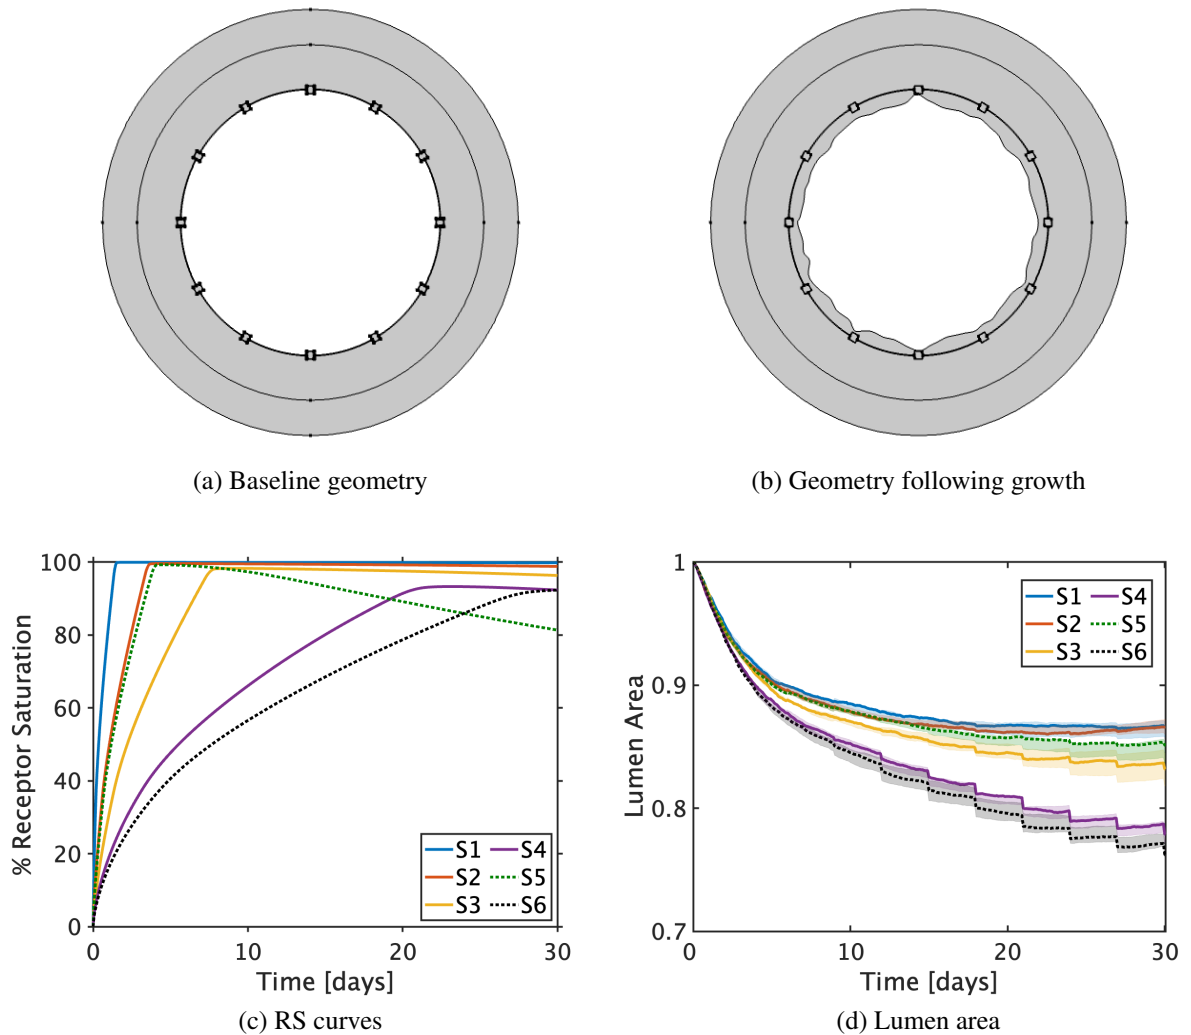 (a) Baseline geometry
(b) Geometry following growth
% Receptor Saturation
100
80
60
40
20
0
0
10
20
30
Time [days]
S1 S4
S2 S5
S3 S6
(c) RS curves
Lumen Area
1
0.9
0.8
0.7
0
10
20
30
Time [days]
S1 S4
S2 S5
S3 S6
(d) Lumen area